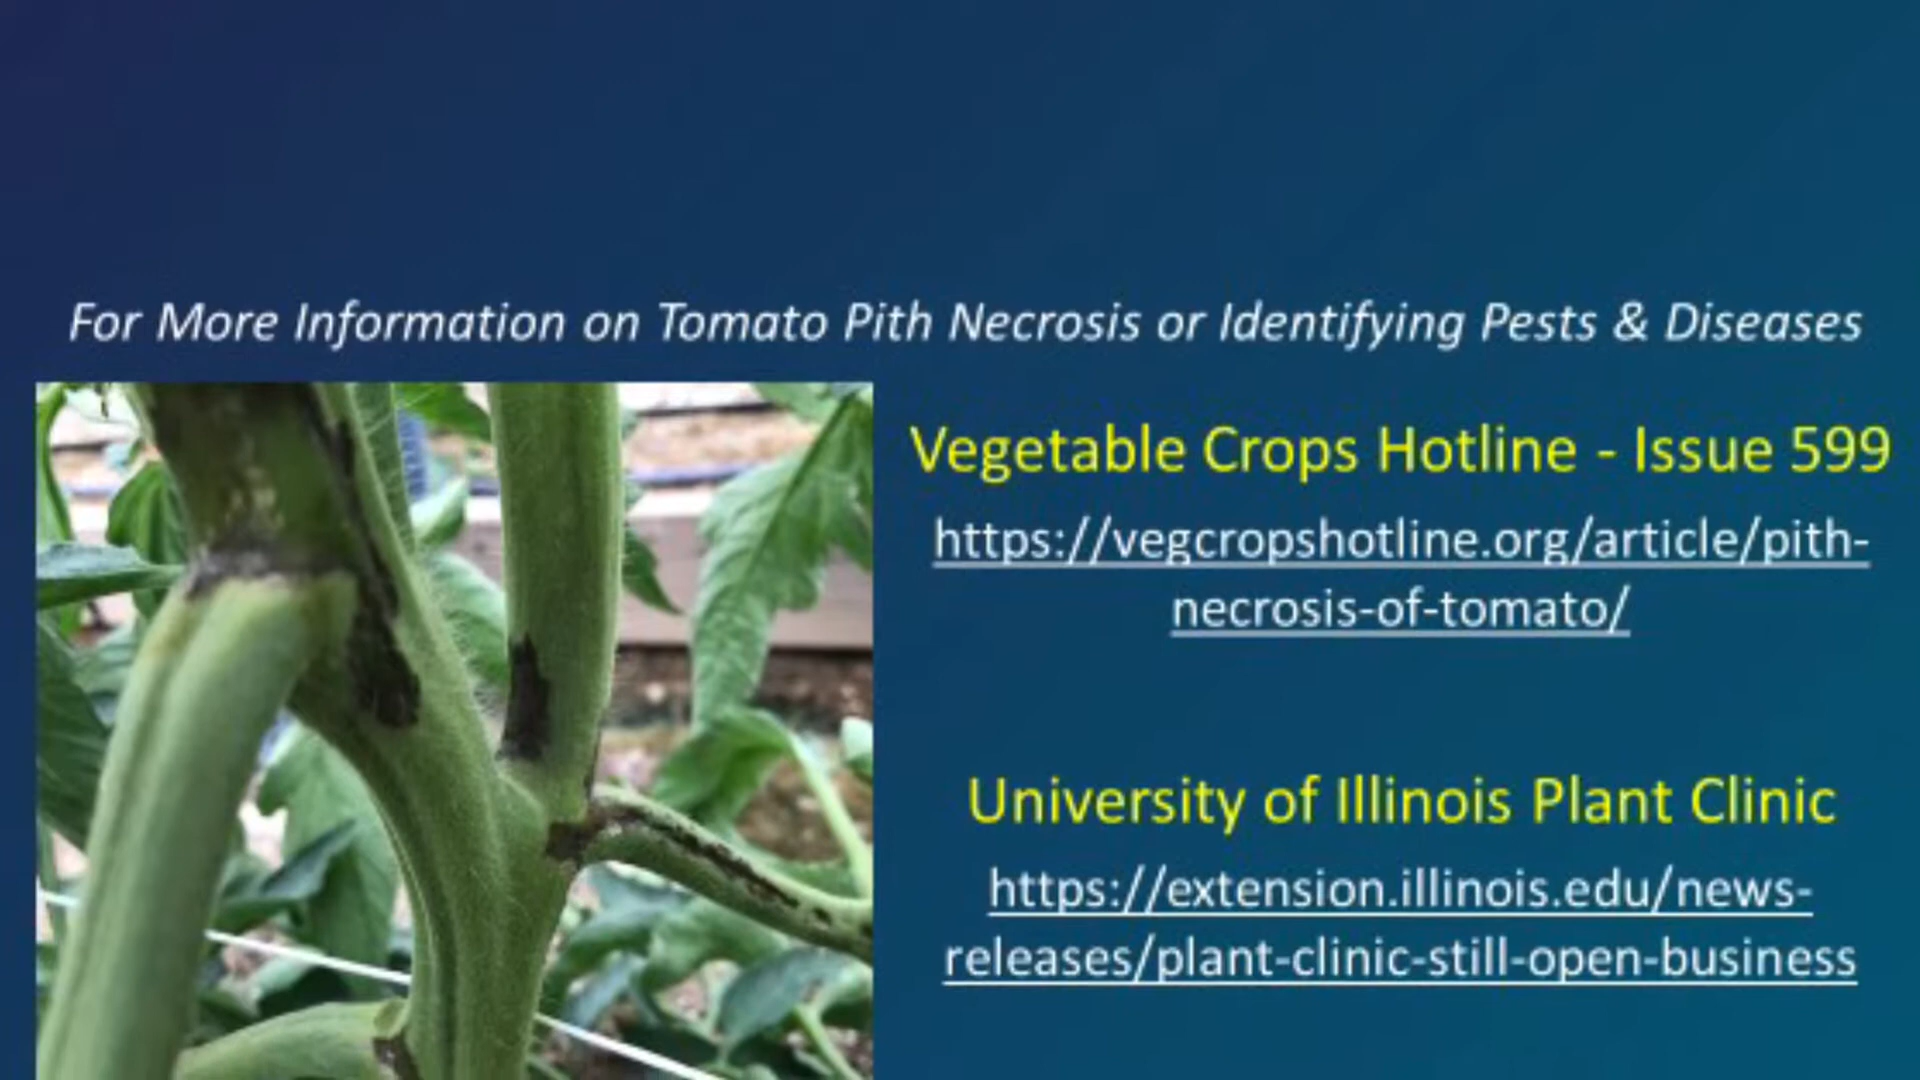 For More Information on Tomato Pith Necrosis or Identifying Pests & Diseases
Vegetable Crops Hotline - Issue 599
https://vegcropshotline.org/article/pith-
necrosis-of-tomato/
University of Illinois Plant Clinic
https://extension.illinois.edu/news-
releases/plant-clinic-still-open-business